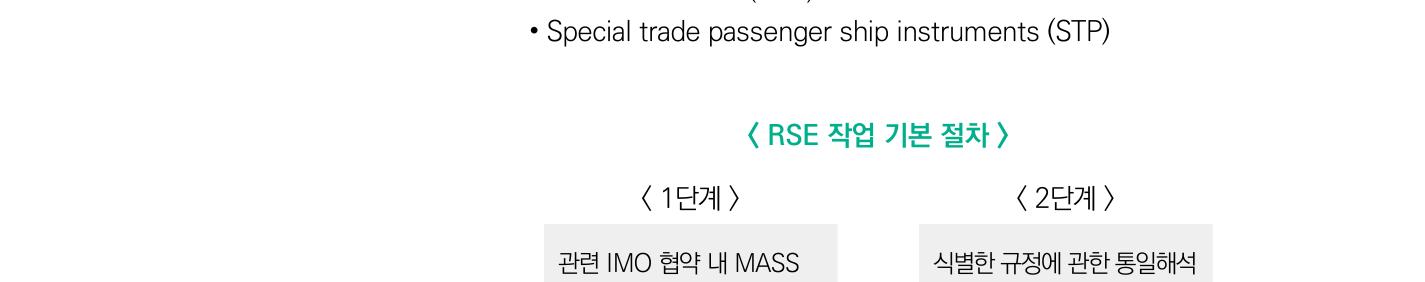 • Special trade passenger ship instruments (STP)
〈 RSE 작업 기본 절차 〉
〈 1단계 〉
〈 2단계 〉
관련 IMO 협약 내 MASS
식별한 규정에 관한 통일해석